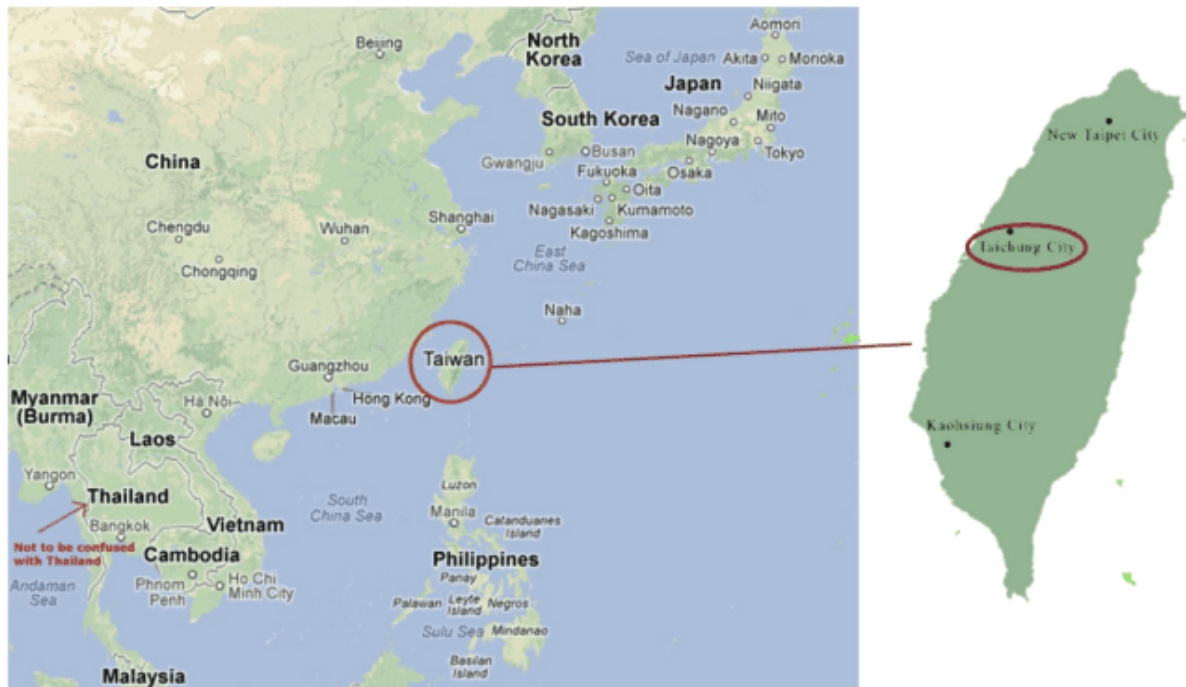 Aomori
Beijing
North
Korea
Sea of Japan
Akita
Morioka
Japan
Niigata
Nagano
Mito
South Korea
Gwangju
Busan
Nagoya
Tokyo
Fukuoka
Osaka
Oita
China
Nagasaki
Kumamoto
Kagoshima
Chengdu
Wuhan
Shanghai
Chongqing
East
China Sea
Naha
Taiwan
Guangzhou
Hong Kong
Macau
Myanmar
(Burma)
Hà Nội
Laos
Yangon
Thailand
Bangkok
Not to be confused
with Thailand
Vietnam
South
China Sea
Luzon
Manila
Catanduanes
Island
Cambodia
Philippines
Andaman
Sea
Phnom
Penh
Ho Chi
Minh City
Panay
Palawan
Leyte
Island
Negros
Sulu Sea
Mindanao
Basilan
Island
Malaysia
New Taipei City
Taichung City
Kaohsiung City